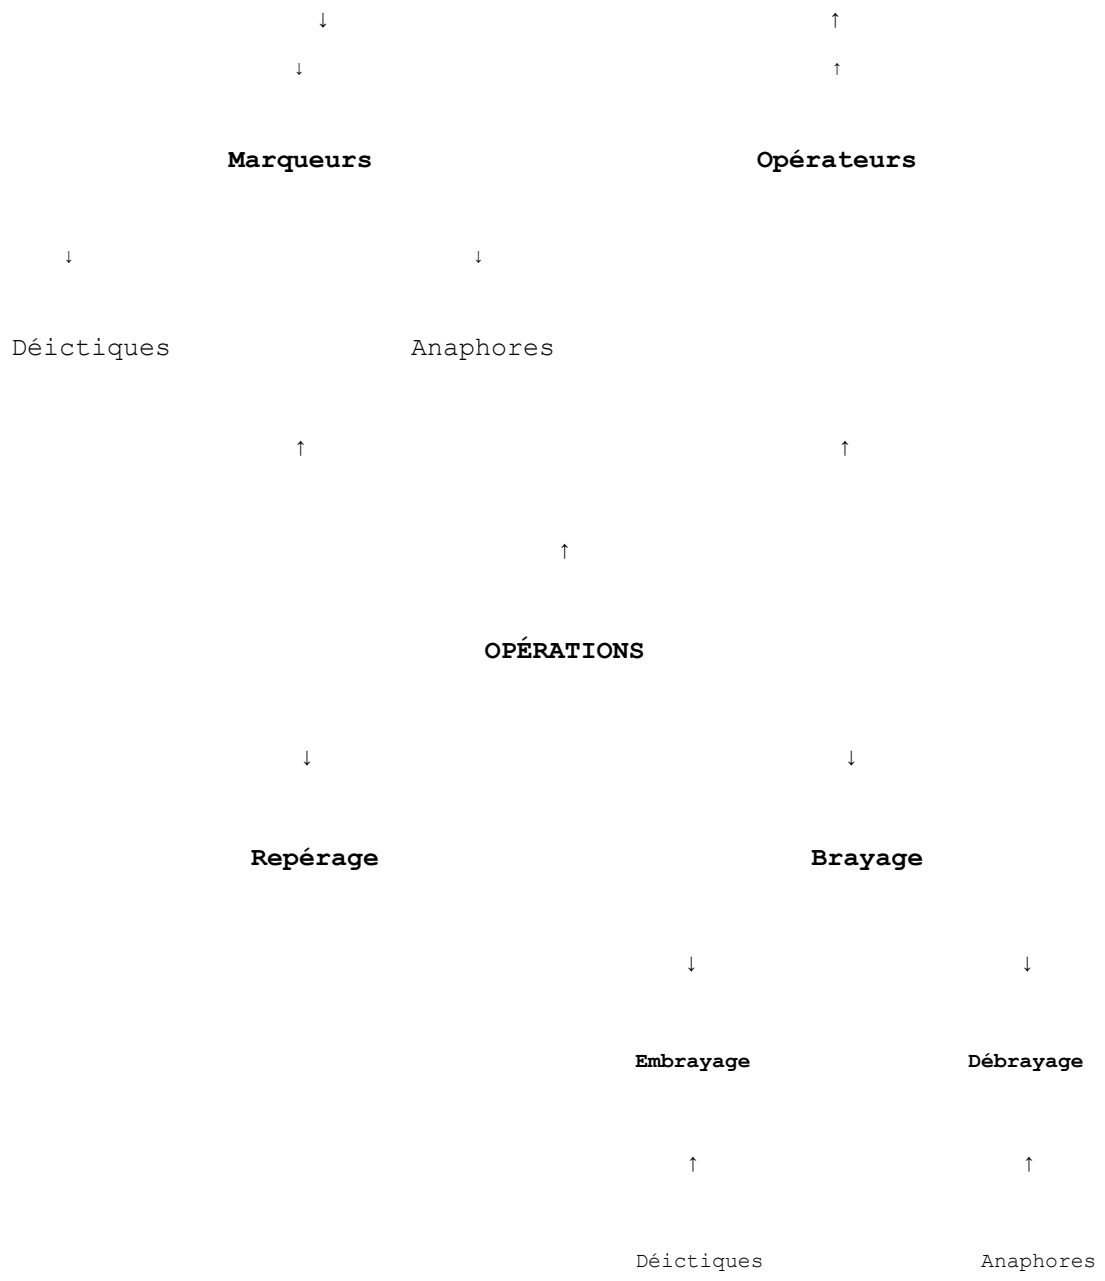 ↓ ↑
↓ ↑
Marqueurs Opérateurs
↓ ↓
Déictiques Anaphores
↑ ↑
↑
OPÉRATIONS
↓ ↓
Repérage Brayage
↓ ↓
Embrayage Débrayage
↑ ↑
Déictiques Anaphores